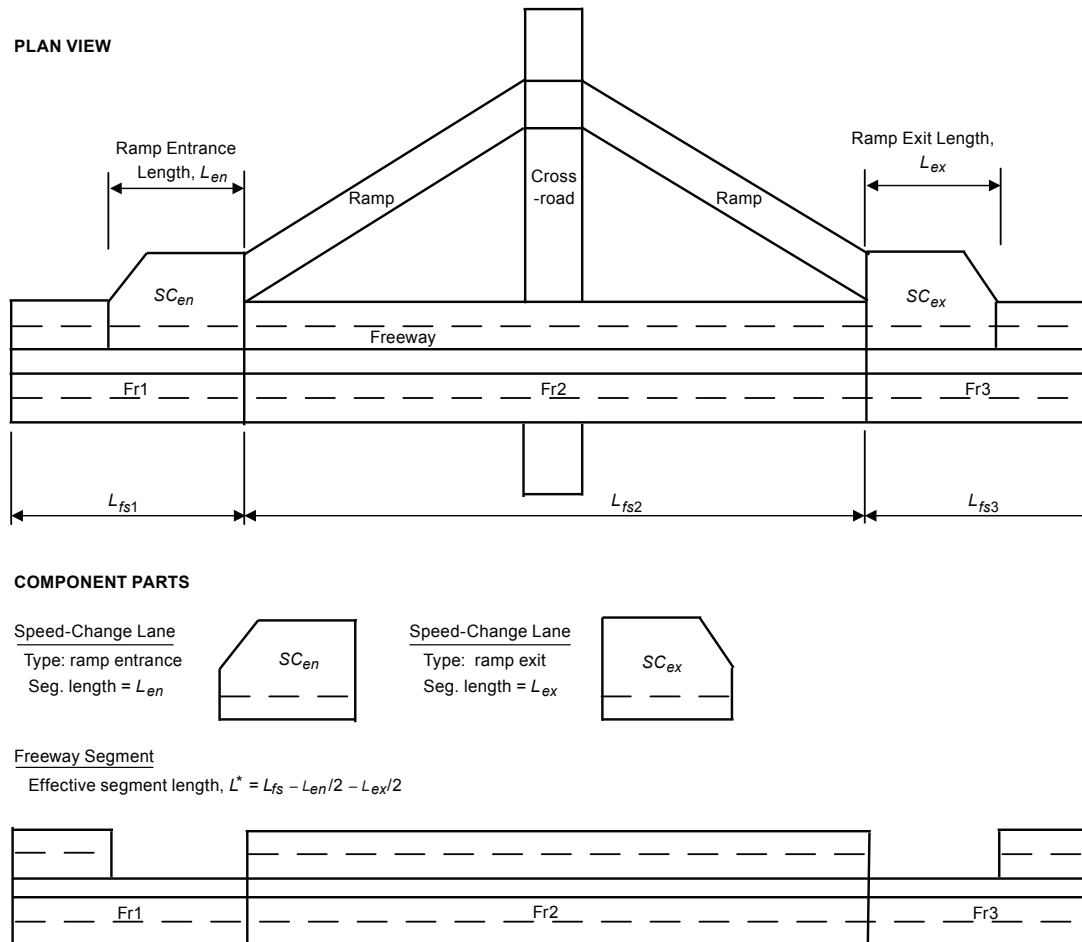 PLAN VIEW
Ramp Entrance
Length, Len
Ramp Exit Length,
Lex
Cross
-road
Ramp
Ramp
SCen
SCex
Freeway
Fr1
Fr2
Fr3
Lfs1
Lfs2
Lfs3
COMPONENT PARTS
Speed-Change Lane
Type: ramp entrance
Seg. length = Len
SCen
Speed-Change Lane
Type: ramp exit
Seg. length = Lex
SCex
Freeway Segment
Effective segment length, L* = Lfs – Len/2 – Lex/2
Fr1
Fr2
Fr3